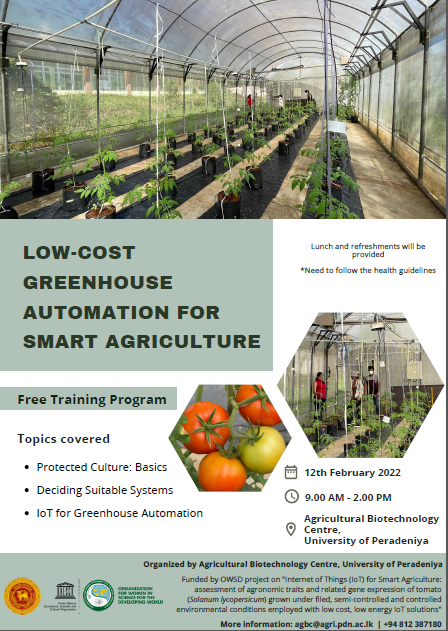 LOW-COST
GREENHOUSE
AUTOMATION FOR
SMART AGRICULTURE
Lunch and refreshments will be
provided
*Need to follow the health guidelines
Free Training Program
Topics covered
• Protected Culture: Basics
• Deciding Suitable Systems
• IoT for Greenhouse Automation
12th February 2022
9.00 AM - 2.00 PM
Agricultural Biotechnology
Centre,
University of Peradeniya
Organized by Agricultural Biotechnology Centre, University of Peradeniya
Funded by OWSD project on "Internet of Things (IoT) for Smart Agriculture:
assessment of agronomic traits and related gene expression of tomato
(Solanum lycopersicum) grown under filed, semi-controlled and controlled
environmental conditions employed with low cost, low energy IoT solutions"
More information: agbc@agri.pdn.ac.lk | +94 812 387180
unesco
ORGANIZATION
FOR WOMEN IN
SCIENCE FOR THE
DEVELOPING WORLD